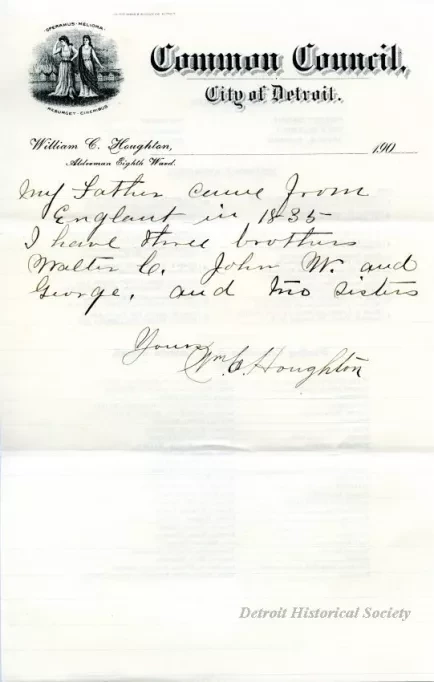 SPERAMUS MELIORA
RESURGET CINERIBUS
Common Council,
City of Detroit.
William C. Houghton,
Alderman Eighth Ward.
190
My Father came from
England in 1835
I have three brothers
Walter C. John W. and
George, and two sisters
Yours
Wm C. Houghton
Detroit Historical Society